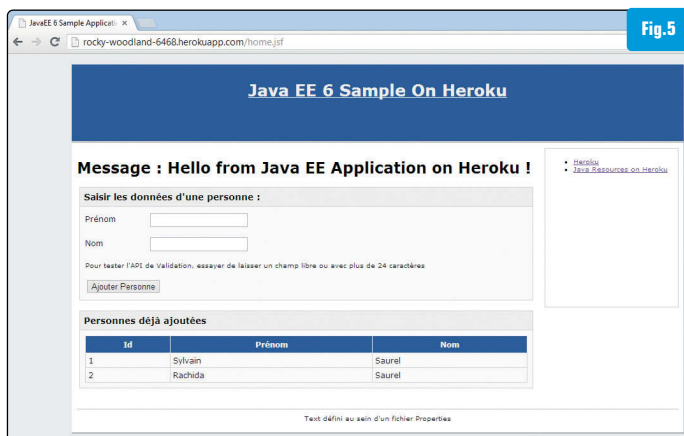 JavaEE 6 Sample Applicati
Fig.5
rocky-woodland-6468.herokuapp.com/home.jsf
Java EE 6 Sample On Heroku
Message : Hello from Java EE Application on Heroku !
Heroku
Java Resources on Heroku
Saisir les données d'une personne :
Prénom
Nom
Pour tester l'API de Validation, essayer de laisser un champ libre ou avec plus de 24 caractères
Ajouter Personne
Personnes déjà ajoutées
Id Prénom Nom
1 Sylvain Saurel
2 Rachida Saurel
Text défini au sein d'un fichier Properties